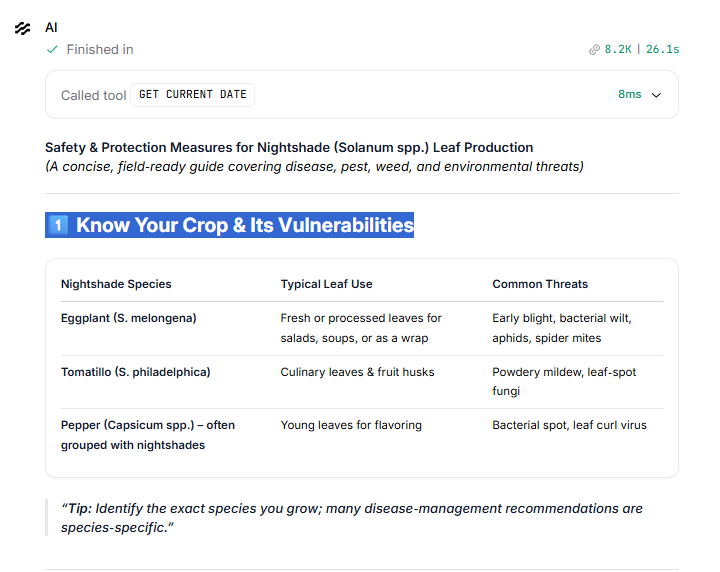 AI
Finished in
8.2K | 26.1s
Called tool GET CURRENT DATE
8ms
Safety & Protection Measures for Nightshade (Solanum spp.) Leaf Production
(A concise, field-ready guide covering disease, pest, weed, and environmental threats)
1️⃣ Know Your Crop & Its Vulnerabilities
Nightshade Species Typical Leaf Use Common Threats
Eggplant (S. melongena) Fresh or processed leaves for Early blight, bacterial wilt,
salads, soups, or as a wrap aphids, spider mites
Tomatillo (S. philadelphica) Culinary leaves & fruit husks Powdery mildew, leaf-spot
fungi
Pepper (Capsicum spp.) – often Young leaves for flavoring Bacterial spot, leaf curl virus
grouped with nightshades
“Tip: Identify the exact species you grow; many disease-management recommendations are
species-specific.”